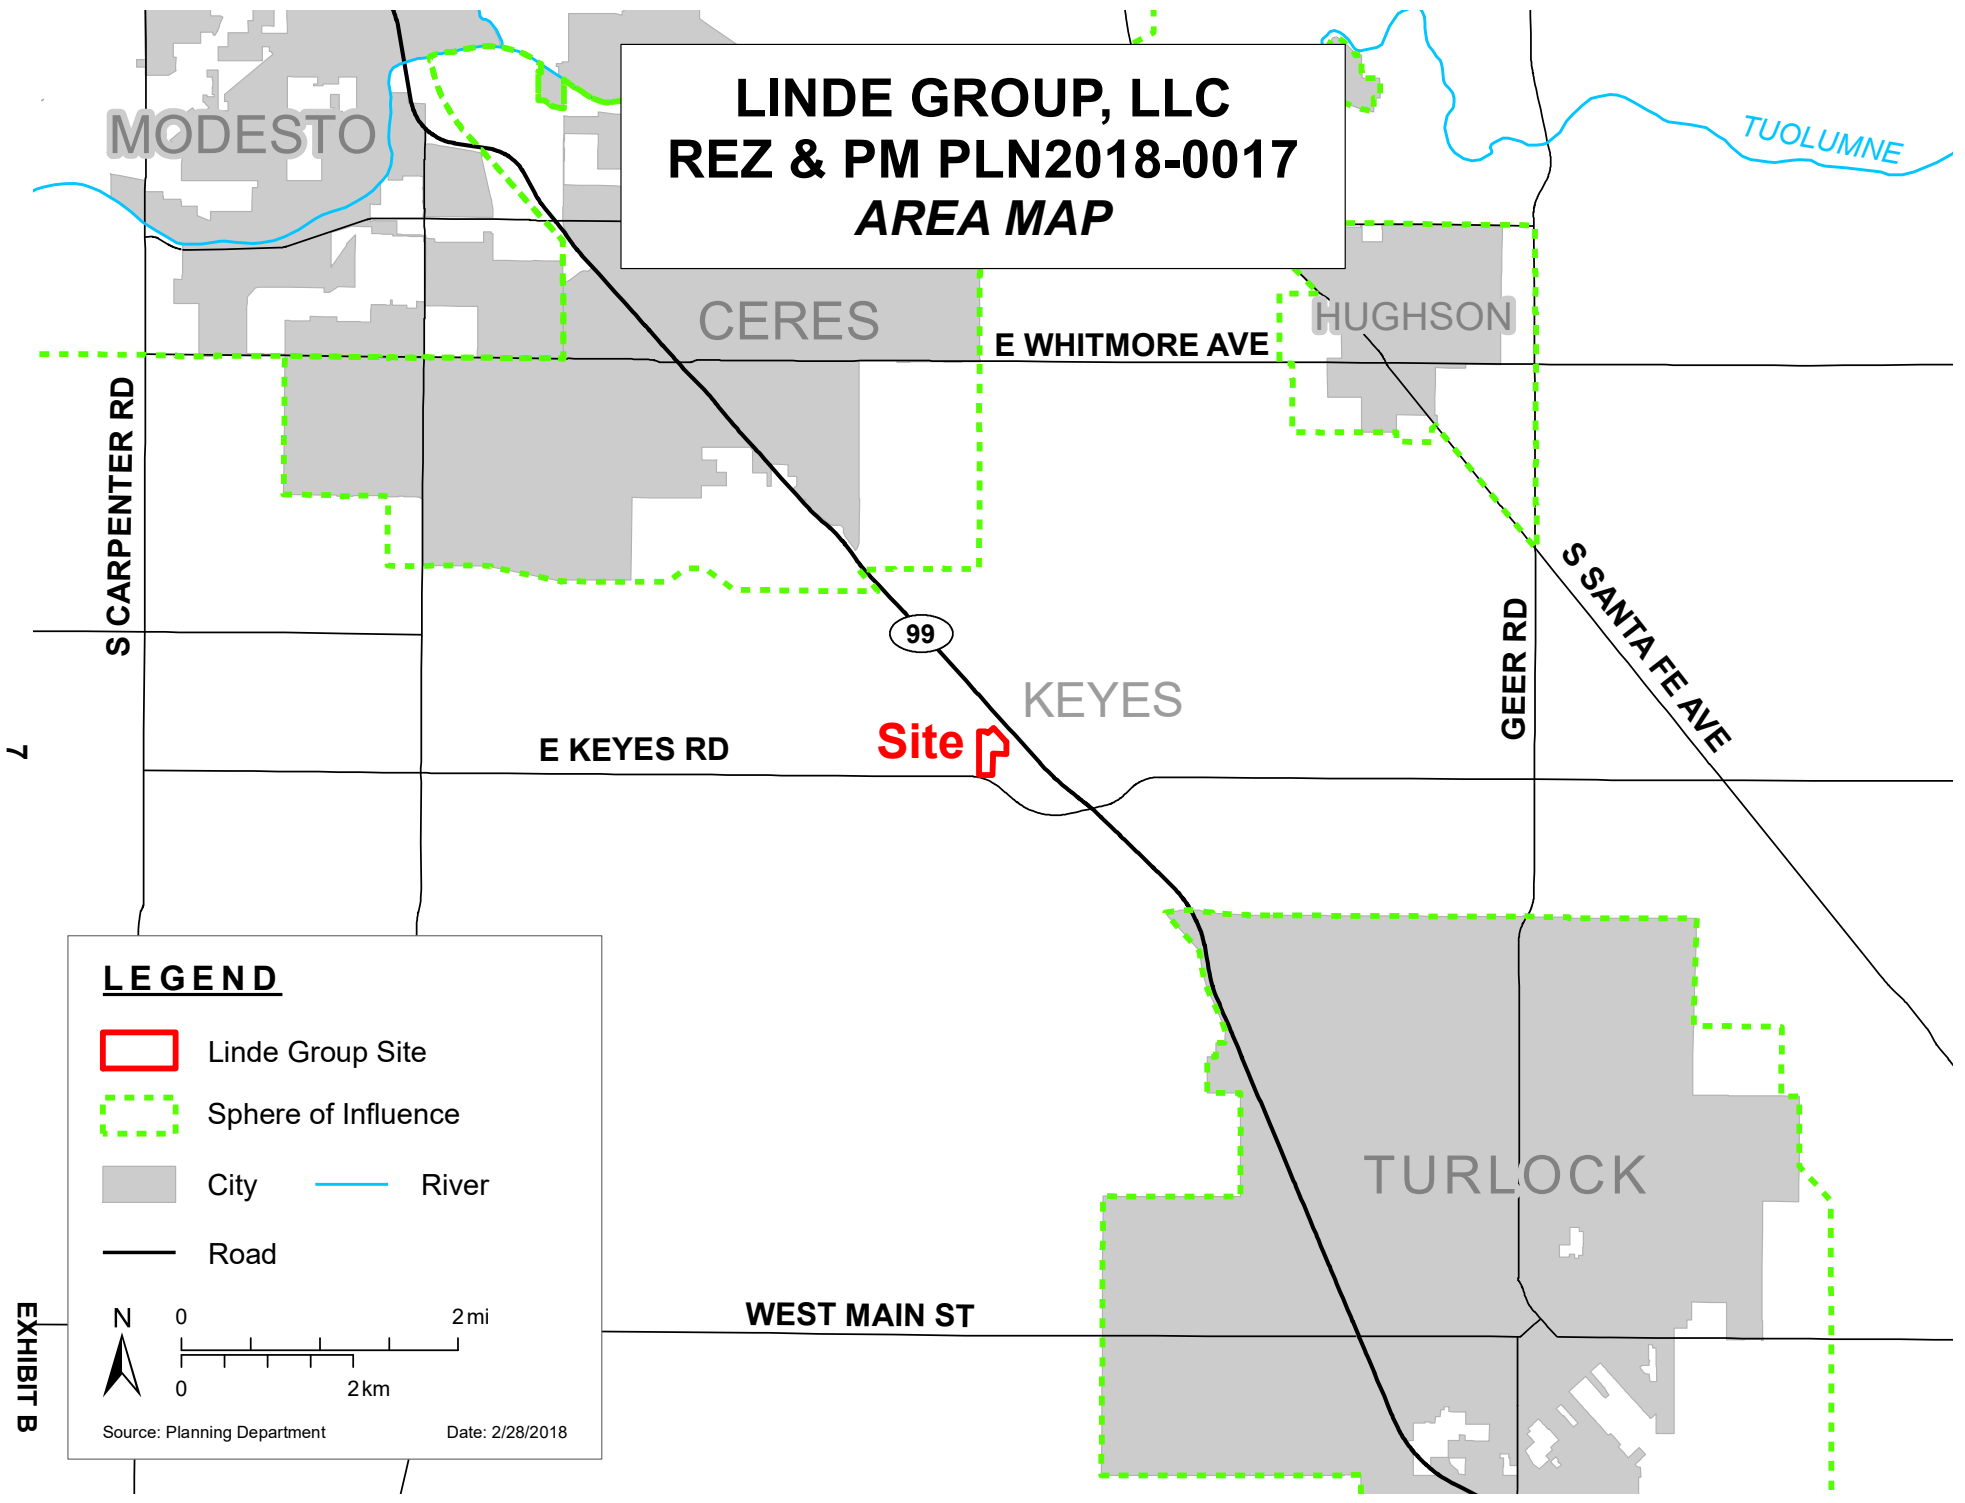 LINDE GROUP, LLC
REZ & PM PLN2018-0017
AREA MAP
MODESTO
TUOLUMNE
CERES
HUGHSON
E WHITMORE AVE
S CARPENTER RD
99
S SANTA FE AVE
GEER RD
KEYES
Site
E KEYES RD
7
LEGEND
Linde Group Site
Sphere of Influence
City
River
Road
N
0
2 mi
0
2 km
Source: Planning Department
Date: 2/28/2018
TURLOCK
WEST MAIN ST
EXHIBIT B